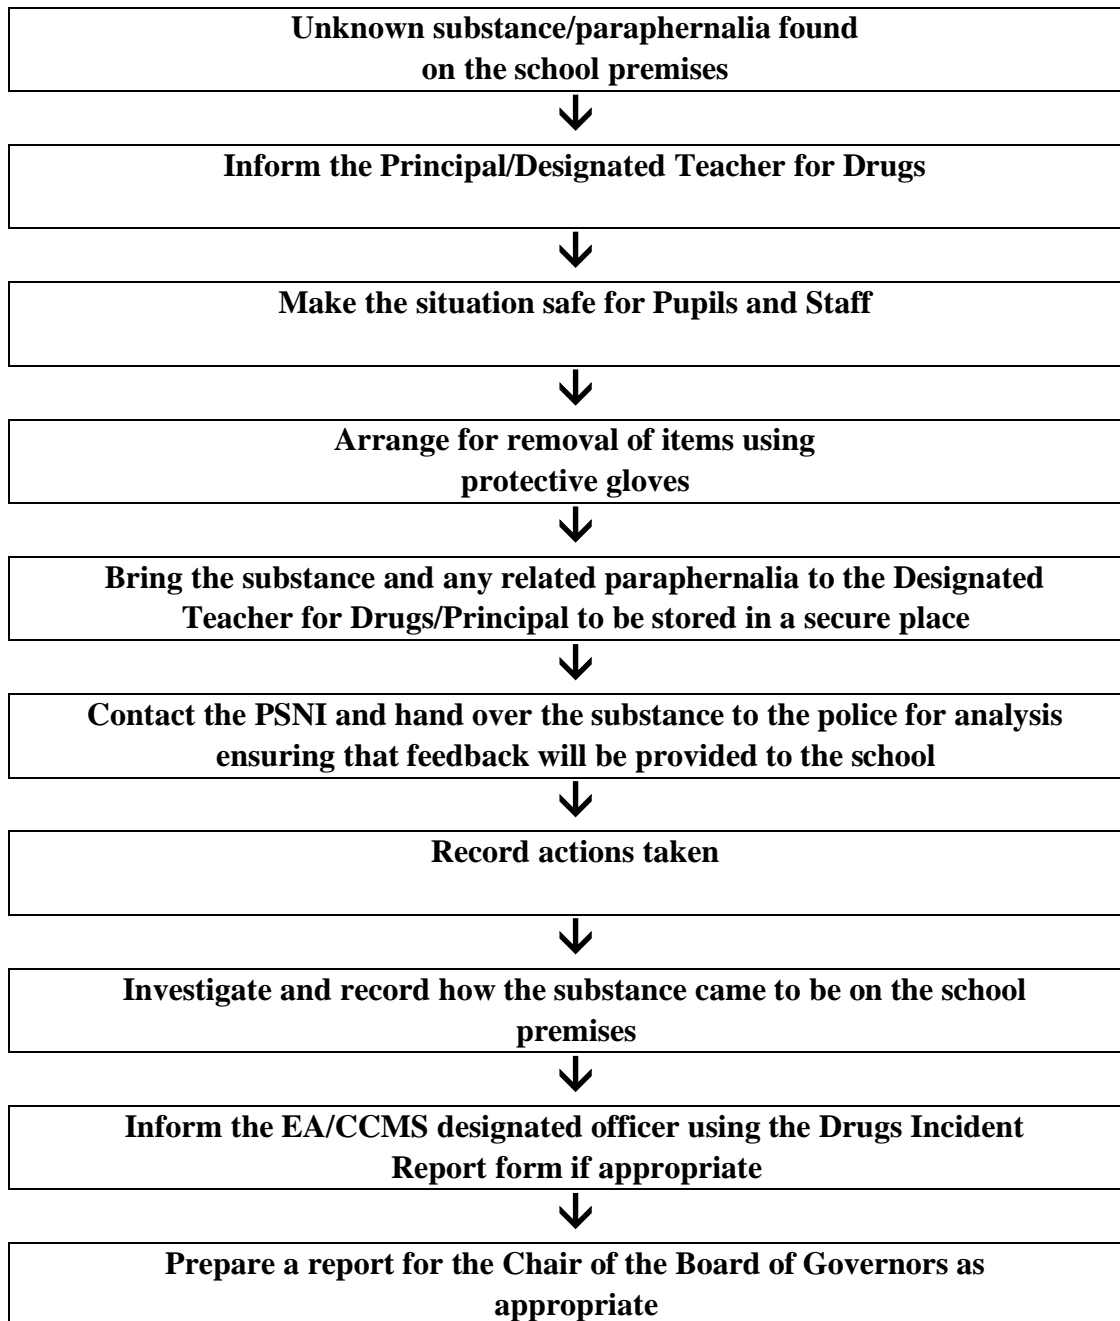 Unknown substance/paraphernalia found
on the school premises
Inform the Principal/Designated Teacher for Drugs
Make the situation safe for Pupils and Staff
Arrange for removal of items using
protective gloves
Bring the substance and any related paraphernalia to the Designated
Teacher for Drugs/Principal to be stored in a secure place
Contact the PSNI and hand over the substance to the police for analysis
ensuring that feedback will be provided to the school
Record actions taken
Investigate and record how the substance came to be on the school
premises
Inform the EA/CCMS designated officer using the Drugs Incident
Report form if appropriate
Prepare a report for the Chair of the Board of Governors as
appropriate